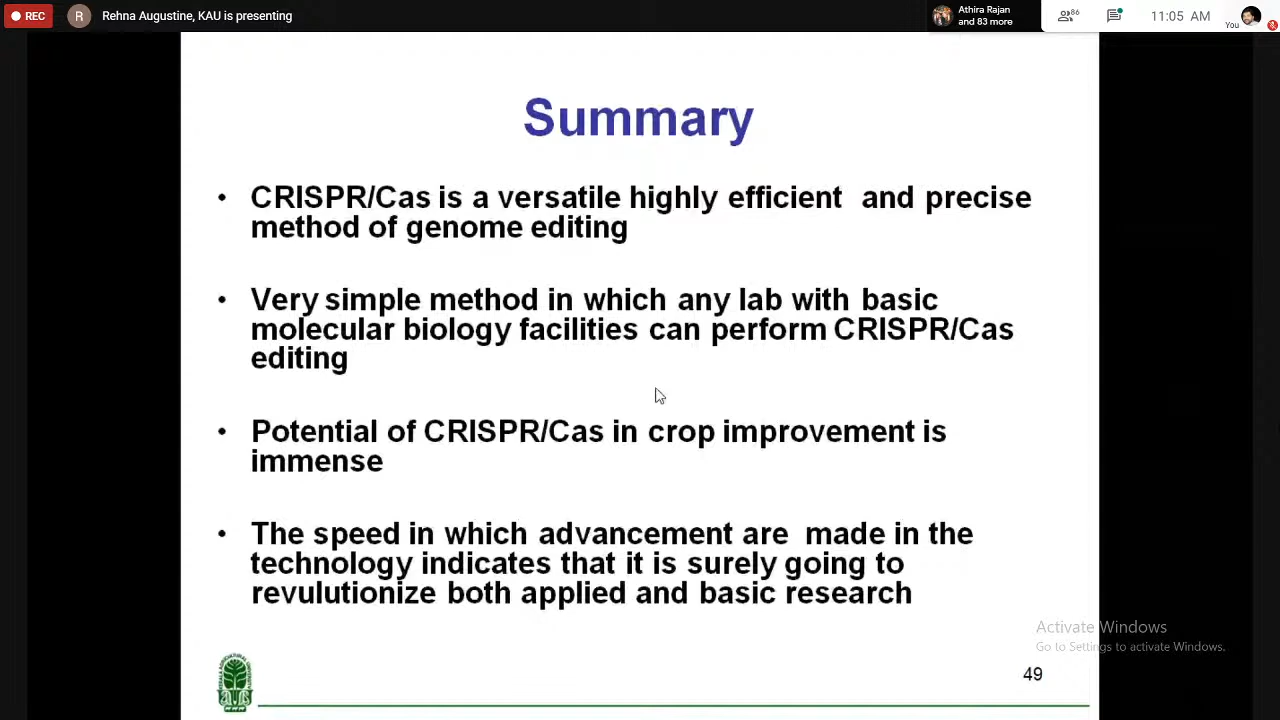 REC
R
Rehna Augustine, KAU is presenting
Athira Rajan
and 83 more
86
11:05 AM
You
Summary
• CRISPR/Cas is a versatile highly efficient and precise
method of genome editing
• Very simple method in which any lab with basic
molecular biology facilities can perform CRISPR/Cas
editing
• Potential of CRISPR/Cas in crop improvement is
immense
• The speed in which advancement are made in the
technology indicates that it is surely going to
revulutionize both applied and basic research
Activate Windows
Go to Settings to activate Windows.
49